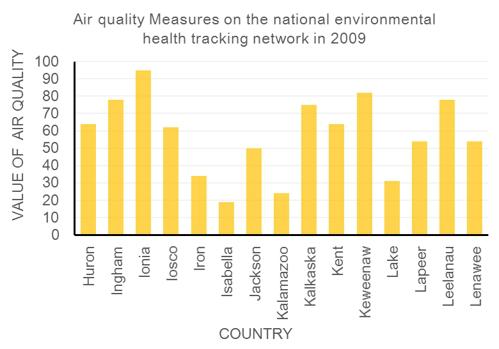 Air quality Measures on the national environmental
health tracking network in 2009
VALUE OF AIR QUALITY
100
90
80
70
60
50
40
30
20
10
0
Huron
Ingham
Ionia
Iosco
Iron
Isabella
Jackson
Kalamazoo
Kalkaska
Kent
Keweenaw
Lake
Lapeer
Leelanau
Lenawee
COUNTRY